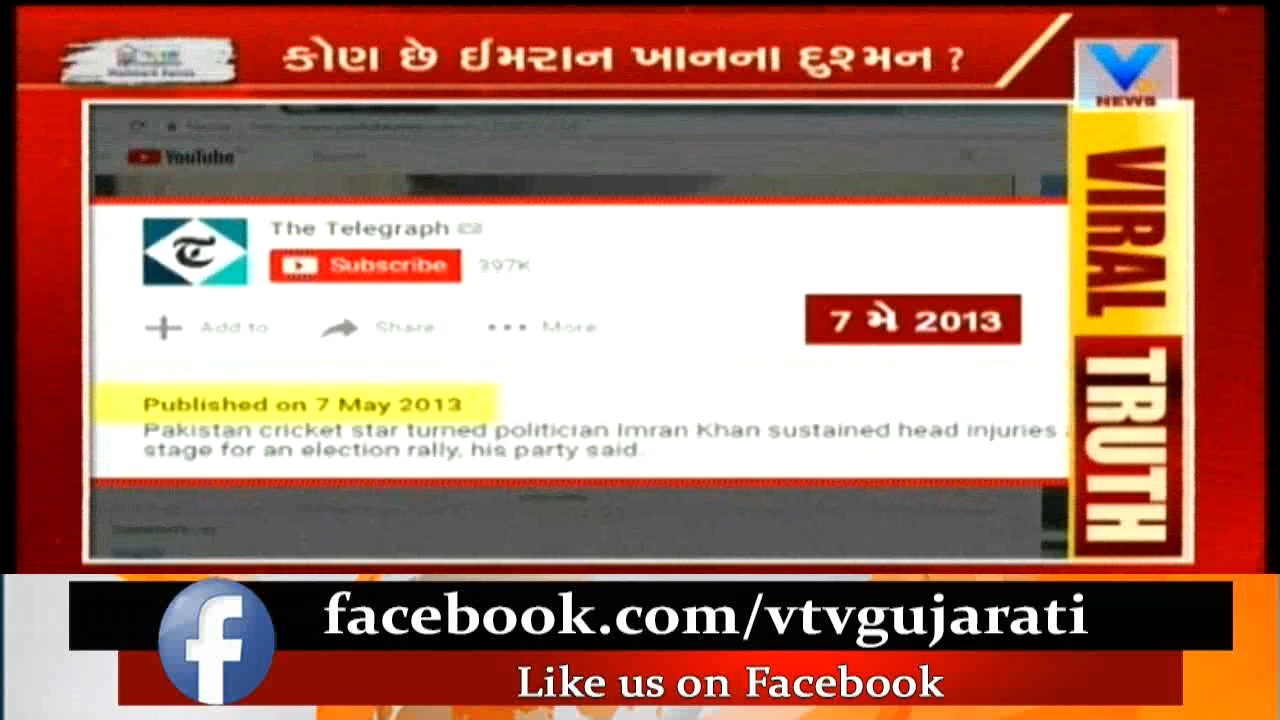 કોણ છે ઈમરાન ખાનના દુશ્મન ?
NEWS
YouTube
The Telegraph
Subscribe 397K
Add to Share More
7 મે 2013
Published on 7 May 2013
Pakistan cricket star turned politician Imran Khan sustained head injuries
stage for an election rally, his party said.
VIRAL
TRUTH
facebook.com/vtvgujarati
Like us on Facebook